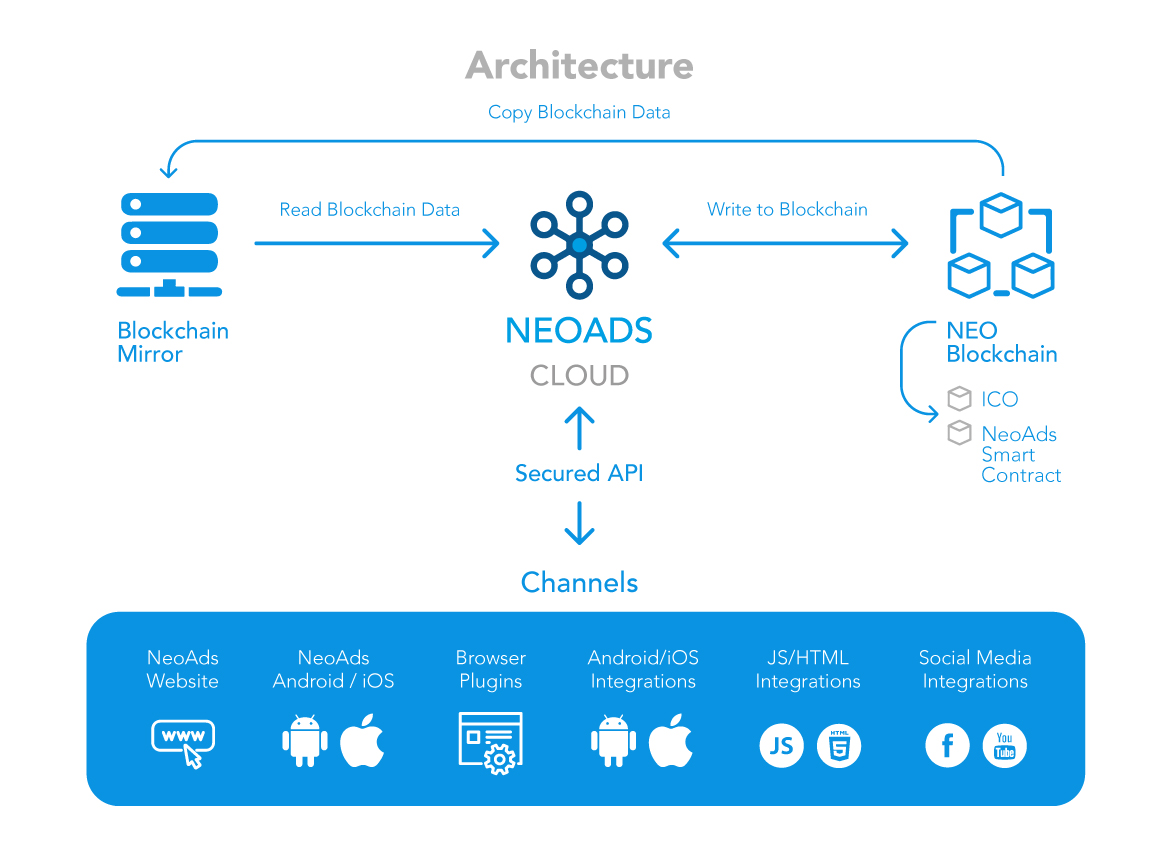 Architecture
Copy Blockchain Data
Read Blockchain Data
Write to Blockchain
Blockchain
Mirror
NEOADS
CLOUD
NEO
Blockchain
ICO
NeoAds
Smart
Contract
Secured API
Channels
NeoAds
Website
www
NeoAds
Android / iOS
Browser
Plugins
Android/iOS
Integrations
JS/HTML
Integrations
JS
HTML
5
Social Media
Integrations
f
You
Tube